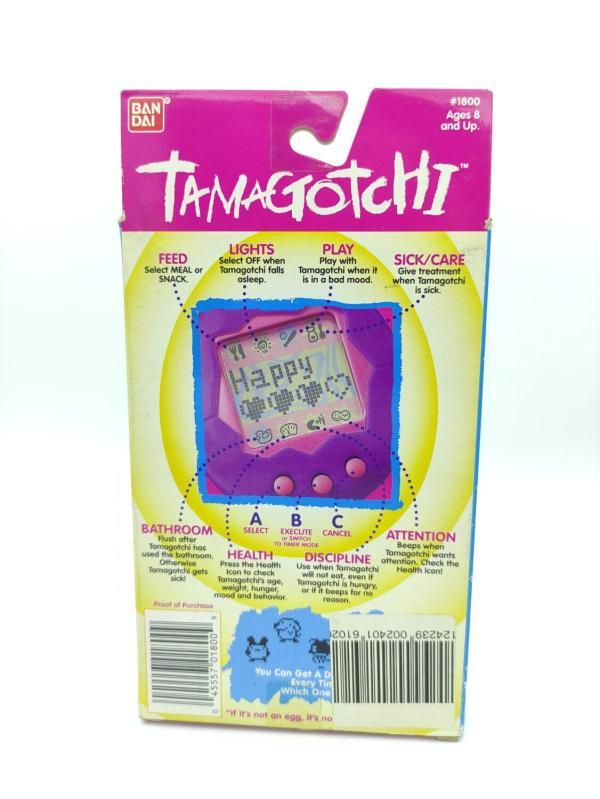 BAN
DAI
#1800
Ages 8
and Up.
TAMAGOTCHI™
FEED
Select MEAL or
SNACK.
LIGHTS
Select OFF when
Tamagotchi falls
asleep.
PLAY
Play with
Tamagotchi when it
is in a bad mood.
SICK/CARE
Give treatment
when Tamagotchi
is sick.
Happy
A
SELECT
B
EXECUTE
or SWITCH
TO TIMER MODE
C
CANCEL
BATHROOM
Flush after
Tamagotchi has
used the bathroom.
Otherwise
Tamagotchi gets
sick!
HEALTH
Press the Health
Icon to check
Tamagotchi's age,
weight, hunger,
mood and behavior.
DISCIPLINE
Use when Tamagotchi
will not eat, even if
Tamagotchi is hungry,
or if it beeps for no
reason.
ATTENTION
Beeps when
Tamagotchi wants
attention. Check the
Health Icon!
Proof of Purchase
0 45557 01800 9
You Can Get A D
Every Tim
Which One
124239 002401 6102
"If it's not an egg, it's no